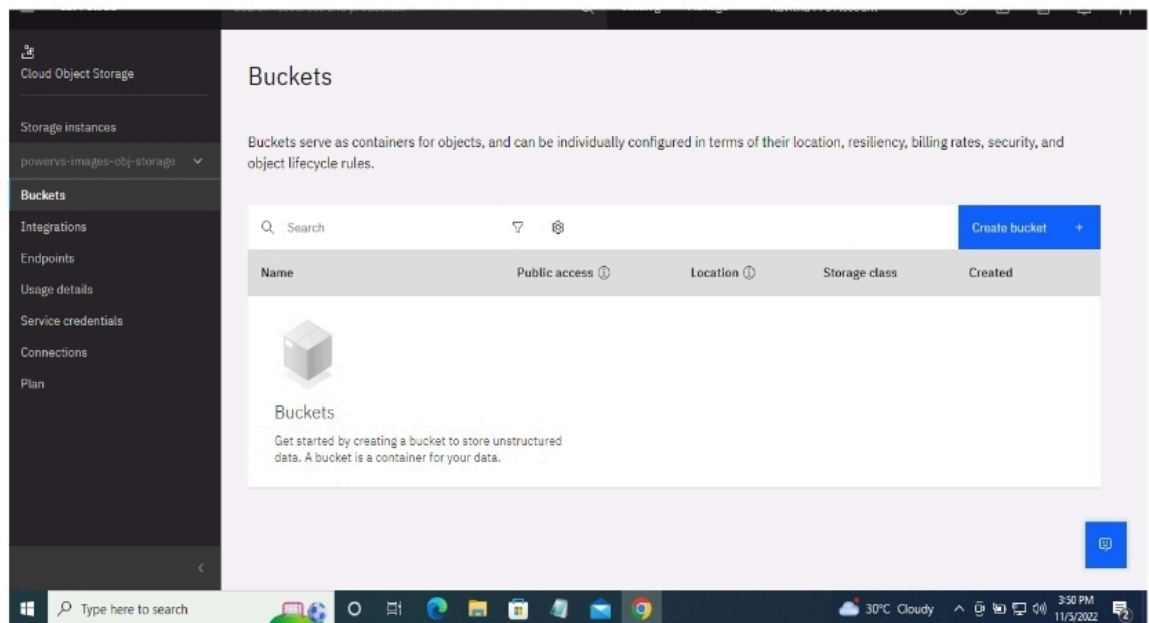 Cloud Object Storage
Storage instances
powervs-images-obj-storage
Buckets
Integrations
Endpoints
Usage details
Service credentials
Connections
Plan
Buckets
Buckets serve as containers for objects, and can be individually configured in terms of their location, resiliency, billing rates, security, and
object lifecycle rules.
Search
Create bucket +
Name Public access Location Storage class Created
Buckets
Get started by creating a bucket to store unstructured
data. A bucket is a container for your data.
Type here to search
30°C Cloudy
3:50 PM
11/5/2022
2